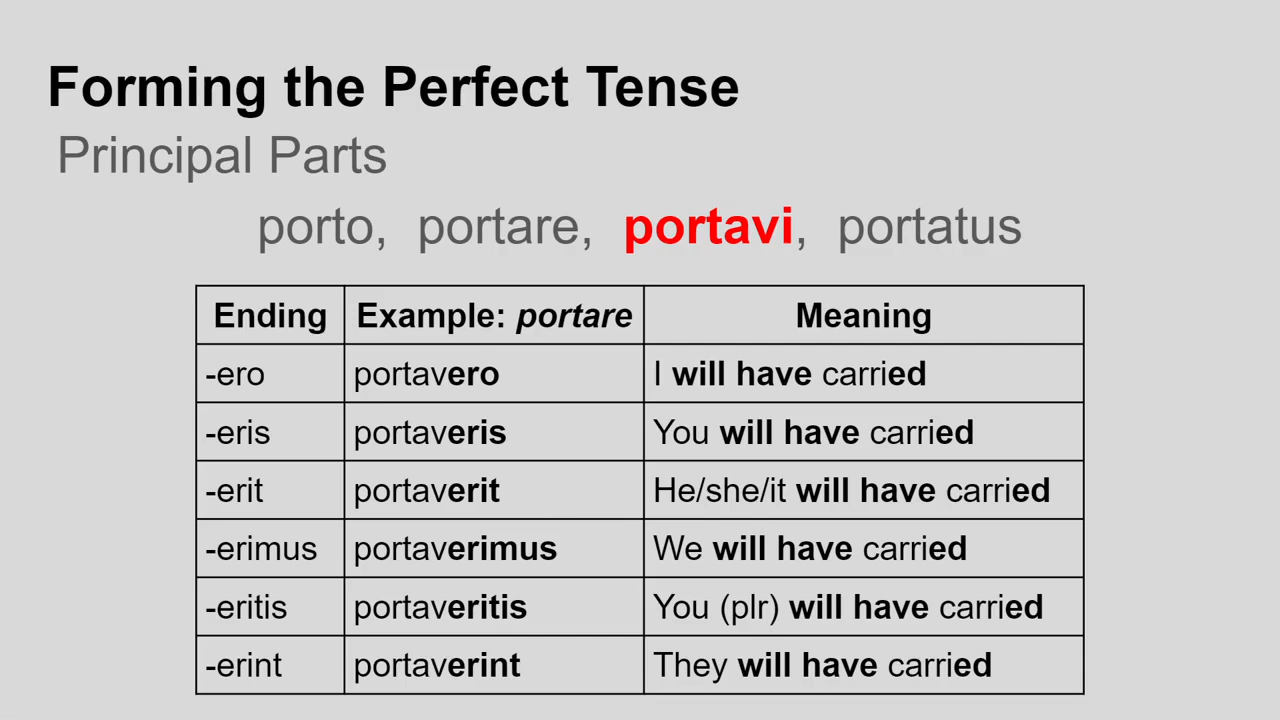 Forming the Perfect Tense
Principal Parts
porto, portare, portavi, portatus
Ending Example: portare Meaning
-ero portavero I will have carried
-eris portaveris You will have carried
-erit portaverit He/she/it will have carried
-erimus portaverimus We will have carried
-eritis portaveritis You (plr) will have carried
-erint portaverint They will have carried